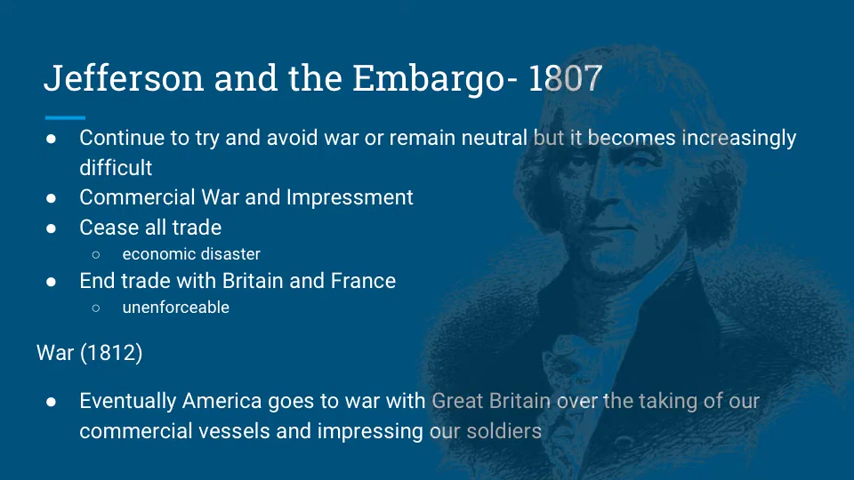 Jefferson and the Embargo- 1807
● Continue to try and avoid war or remain neutral but it becomes increasingly
difficult
● Commercial War and Impressment
● Cease all trade
○ economic disaster
● End trade with Britain and France
○ unenforceable
War (1812)
● Eventually America goes to war with Great Britain over the taking of our
commercial vessels and impressing our soldiers